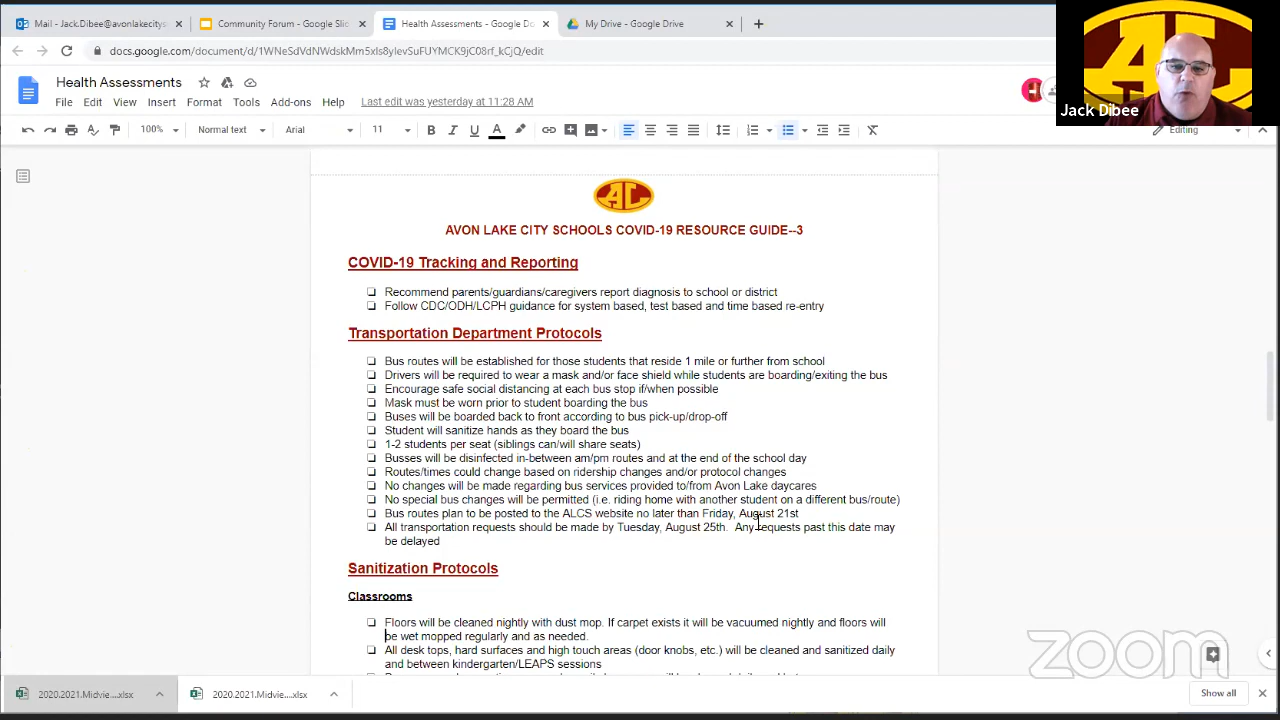 Mail - Jack.Dibee@avonlakecitys
Community Forum - Google Slid
Health Assessments - Google Do
My Drive - Google Drive
docs.google.com/document/d/
/edit
Health Assessments
File Edit View Insert Format Tools Add-ons Help Last edit was yesterday at 11:28 AM
100% Normal text Arial 11 B I U A Editing
AL
Jack Dibee
AL
AVON LAKE CITY SCHOOLS COVID-19 RESOURCE GUIDE--3
COVID-19 Tracking and Reporting
Recommend parents/guardians/caregivers report diagnosis to school or district
Follow CDC/ODH/LCPH guidance for system based, test based and time based re-entry
Transportation Department Protocols
Bus routes will be established for those students that reside 1 mile or further from school
Drivers will be required to wear a mask and/or face shield while students are boarding/exiting the bus
Encourage safe social distancing at each bus stop if/when possible
Mask must be worn prior to student boarding the bus
Buses will be boarded back to front according to bus pick-up/drop-off
Student will sanitize hands as they board the bus
1-2 students per seat (siblings can/will share seats)
Busses will be disinfected in-between am/pm routes and at the end of the school day
Routes/times could change based on ridership changes and/or protocol changes
No changes will be made regarding bus services provided to/from Avon Lake daycares
No special bus changes will be permitted (i.e. riding home with another student on a different bus/route)
Bus routes plan to be posted to the ALCS website no later than Friday, August 21st
All transportation requests should be made by Tuesday, August 25th. Any requests past this date may
be delayed
Sanitization Protocols
Classrooms
Floors will be cleaned nightly with dust mop. If carpet exists it will be vacuumed nightly and floors will
be wet mopped regularly and as needed.
All desk tops, hard surfaces and high touch areas (door knobs, etc.) will be cleaned and sanitized daily
and between kindergarten/LEAPS sessions
zoom
2020.2021.Midvie....xlsx
2020.2021.Midvie....xlsx
Show all